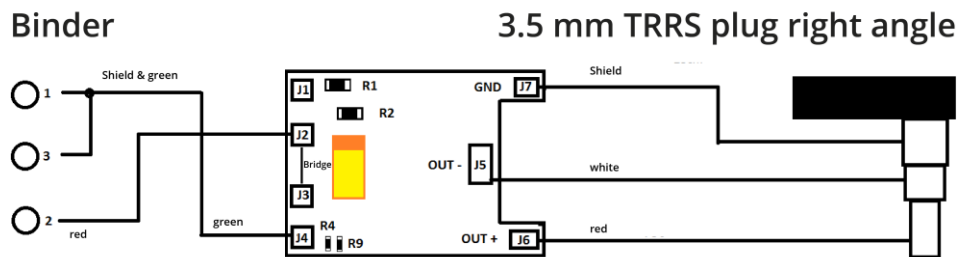 Binder
3.5 mm TRRS plug right angle
Shield & green
1
3
2
red
green
J1
R1
R2
J2
Bridge
J3
J4
R4
R9
GND
J7
OUT -
J5
OUT +
J6
Shield
white
red